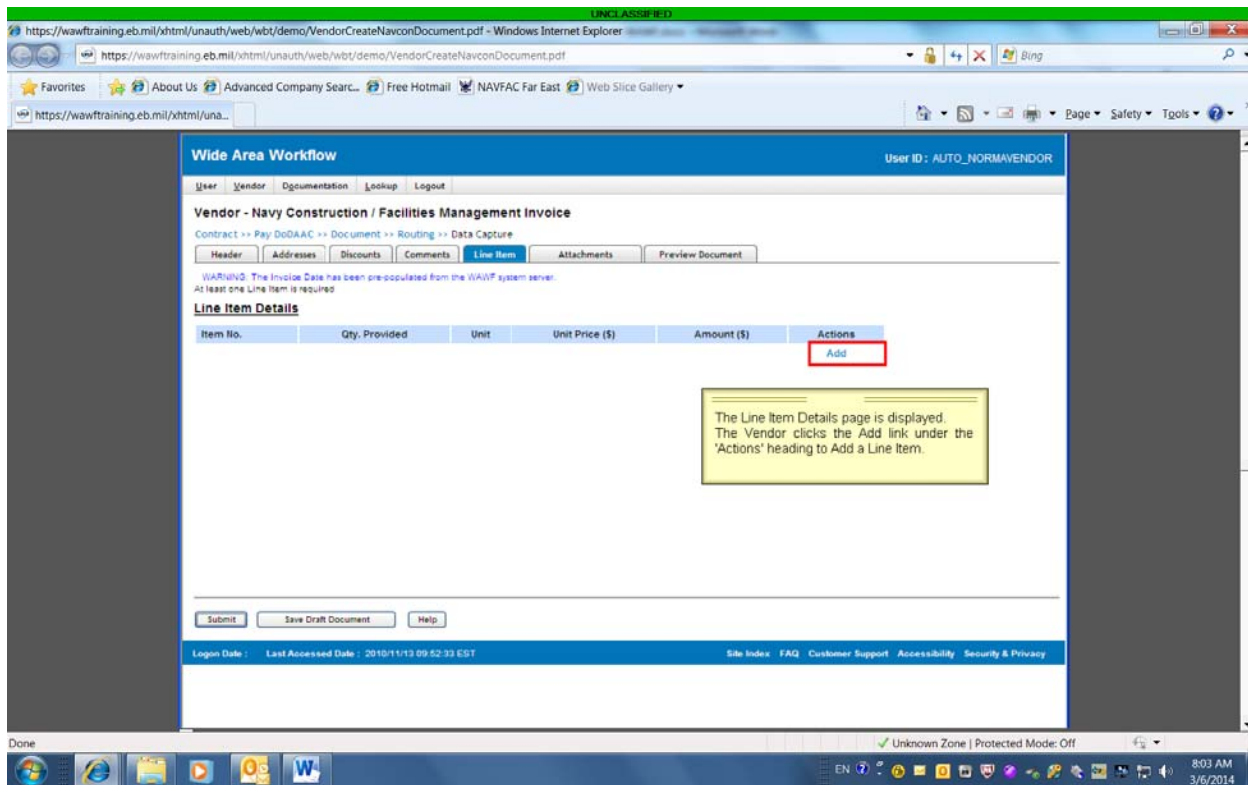 UNCLASSIFIED
https://wawftraining.eb.mil/xhtml/unauth/web/wbt/demo/VendorCreateNavconDocument.pdf - Windows Internet Explorer
https://wawftraining.eb.mil/xhtml/unauth/web/wbt/demo/VendorCreateNavconDocument.pdf
Bing
Favorites About Us Advanced Company Searc... Free Hotmail NAVFAC Far East Web Slice Gallery
https://wawftraining.eb.mil/xhtml/una... Page Safety Tools
Wide Area Workflow User ID : AUTO_NORMAVENDOR
User Vendor Documentation Lookup Logout
Vendor - Navy Construction / Facilities Management Invoice
Contract >> Pay DoDAAC >> Document >> Routing >> Data Capture
Header Addresses Discounts Comments Line Item Attachments Preview Document
WARNING: The Invoice Date has been pre-populated from the WAWF system server.
At least one Line Item is required
Line Item Details
Item No. Qty. Provided Unit Unit Price ($) Amount ($) Actions
Add
The Line Item Details page is displayed.
The Vendor clicks the Add link under the
'Actions' heading to Add a Line Item.
Submit Save Draft Document Help
Logon Date : Last Accessed Date : 2010/11/13 09:52:33 EST Site Index FAQ Customer Support Accessibility Security & Privacy
Done Unknown Zone | Protected Mode: Off
EN 8:03 AM
3/6/2014